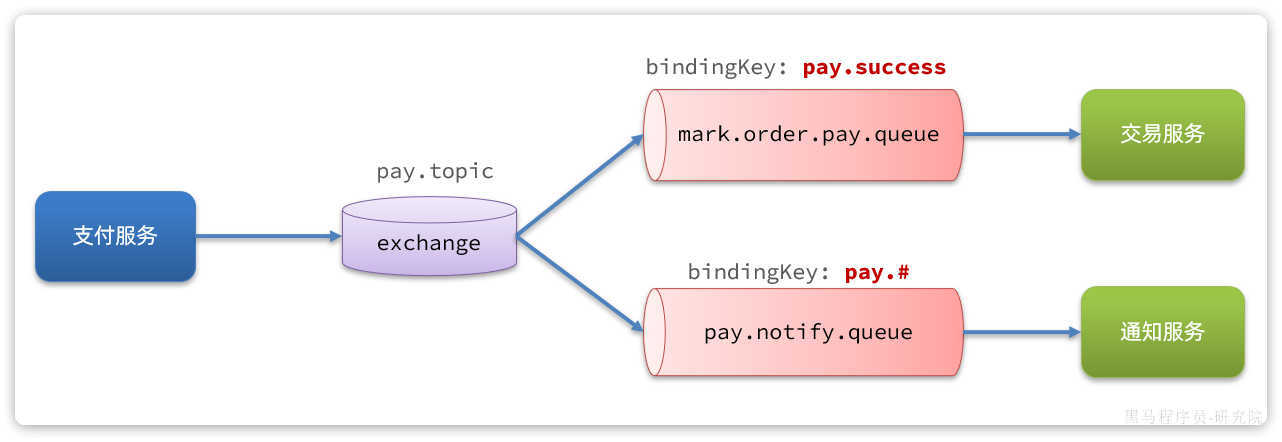 支付服务
pay.topic
exchange
bindingKey: pay.success
mark.order.pay.queue
交易服务
bindingKey: pay.#
pay.notify.queue
通知服务
黑马程序员-研究院